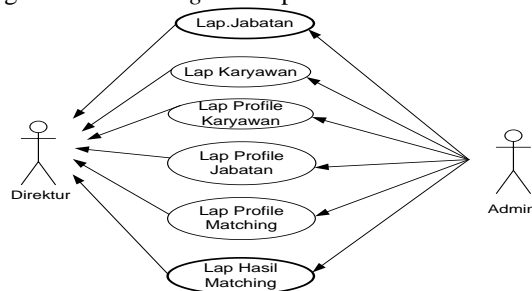 Lap.Jabatan
Lap Karyawan
Lap Profile
Karyawan
Lap Profile
Jabatan
Direktur
Admin
Lap Profile
Matching
Lap Hasil
Matching